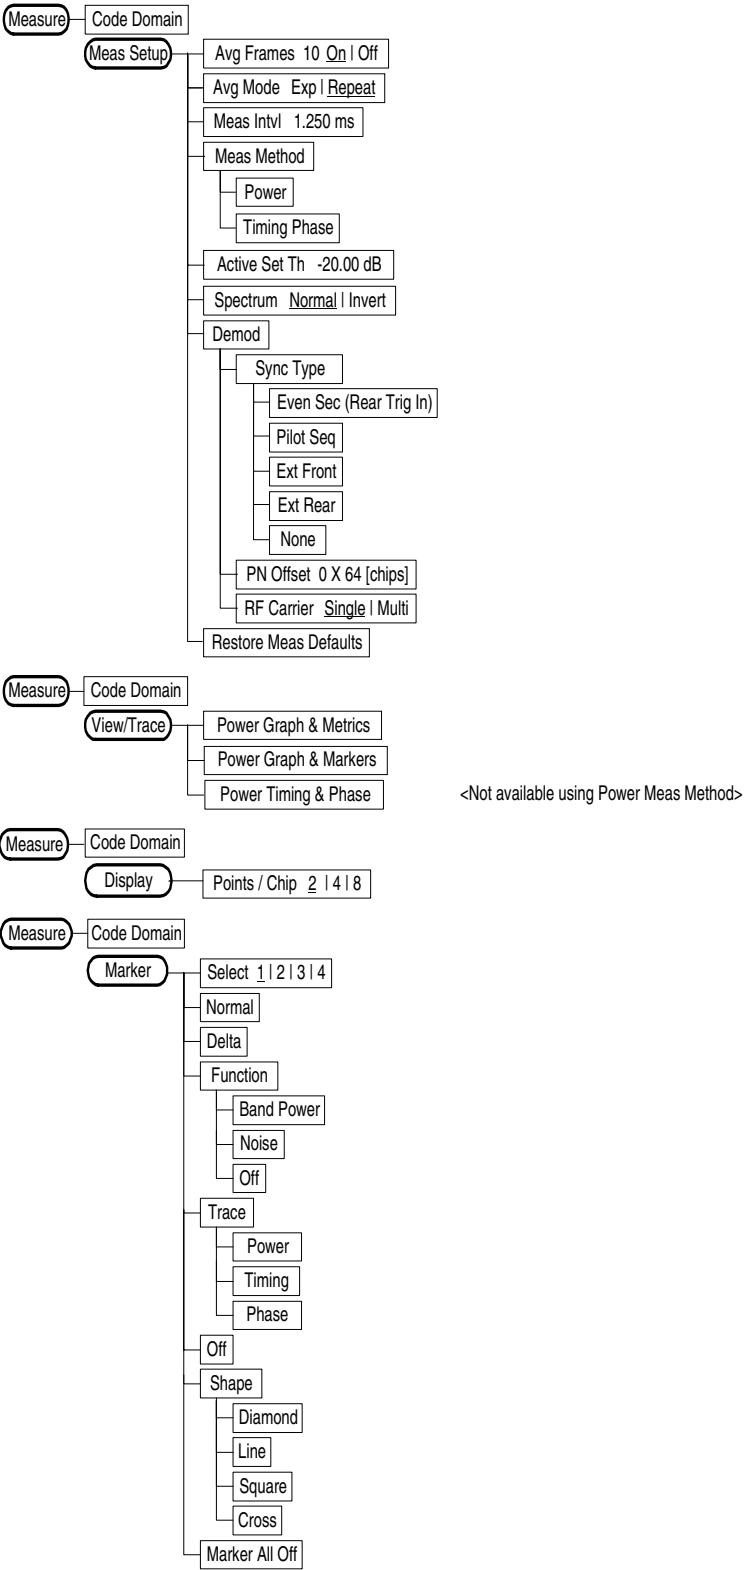 Measure Code Domain
Meas Setup Avg Frames 10 On | Off
Avg Mode Exp | Repeat
Meas Intvl 1.250 ms
Meas Method
Power
Timing Phase
Active Set Th -20.00 dB
Spectrum Normal | Invert
Demod
Sync Type
Even Sec (Rear Trig In)
Pilot Seq
Ext Front
Ext Rear
None
PN Offset 0 X 64 [chips]
RF Carrier Single | Multi
Restore Meas Defaults
Measure Code Domain
View/Trace Power Graph & Metrics
Power Graph & Markers
Power Timing & Phase <Not available using Power Meas Method>
Measure Code Domain
Display Points / Chip 2 | 4 | 8
Measure Code Domain
Marker Select 1 | 2 | 3 | 4
Normal
Delta
Function
Band Power
Noise
Off
Trace
Power
Timing
Phase
Off
Shape
Diamond
Line
Square
Cross
Marker All Off